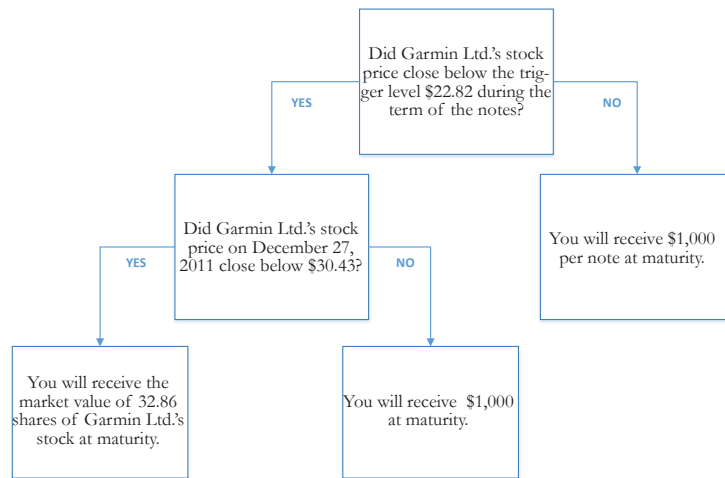 Did Garmin Ltd.'s stock
price close below the trig-
ger level $22.82 during the
term of the notes?
YES
NO
Did Garmin Ltd.'s stock
price on December 27,
2011 close below $30.43?
You will receive $1,000
per note at maturity.
YES
NO
You will receive the
market value of 32.86
shares of Garmin Ltd.'s
stock at maturity.
You will receive $1,000
at maturity.